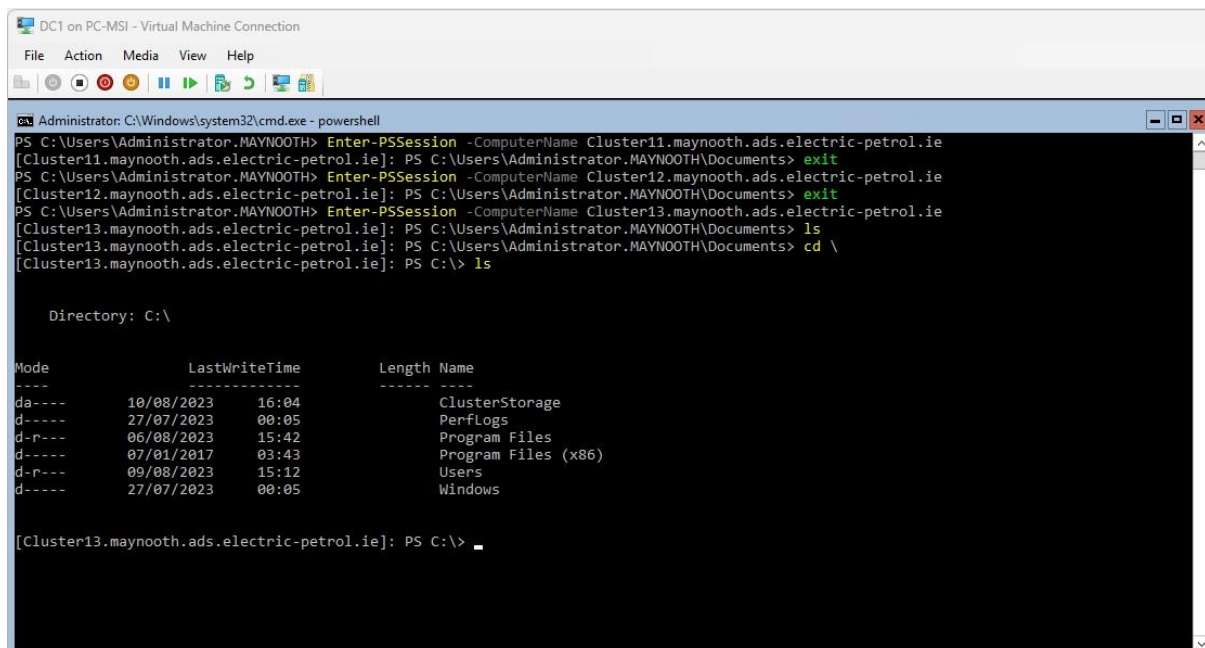 DC1 on PC-MSI - Virtual Machine Connection
File Action Media View Help
Administrator: C:\Windows\system32\cmd.exe - powershell
PS C:\Users\Administrator.MAYNOOTH> Enter-PSSession -ComputerName Cluster11.maynooth.ads.electric-petrol.ie
[Cluster11.maynooth.ads.electric-petrol.ie]: PS C:\Users\Administrator.MAYNOOTH\Documents> exit
PS C:\Users\Administrator.MAYNOOTH> Enter-PSSession -ComputerName Cluster12.maynooth.ads.electric-petrol.ie
[Cluster12.maynooth.ads.electric-petrol.ie]: PS C:\Users\Administrator.MAYNOOTH\Documents> exit
PS C:\Users\Administrator.MAYNOOTH> Enter-PSSession -ComputerName Cluster13.maynooth.ads.electric-petrol.ie
[Cluster13.maynooth.ads.electric-petrol.ie]: PS C:\Users\Administrator.MAYNOOTH\Documents> ls
[Cluster13.maynooth.ads.electric-petrol.ie]: PS C:\Users\Administrator.MAYNOOTH\Documents> cd \
[Cluster13.maynooth.ads.electric-petrol.ie]: PS C:\> ls
Directory: C:\
Mode LastWriteTime Length Name
---- ------------- ------ ----
da---- 10/08/2023 16:04 ClusterStorage
d----- 27/07/2023 00:05 PerfLogs
d-r--- 06/08/2023 15:42 Program Files
d----- 07/01/2017 03:43 Program Files (x86)
d-r--- 09/08/2023 15:12 Users
d----- 27/07/2023 00:05 Windows
[Cluster13.maynooth.ads.electric-petrol.ie]: PS C:\>